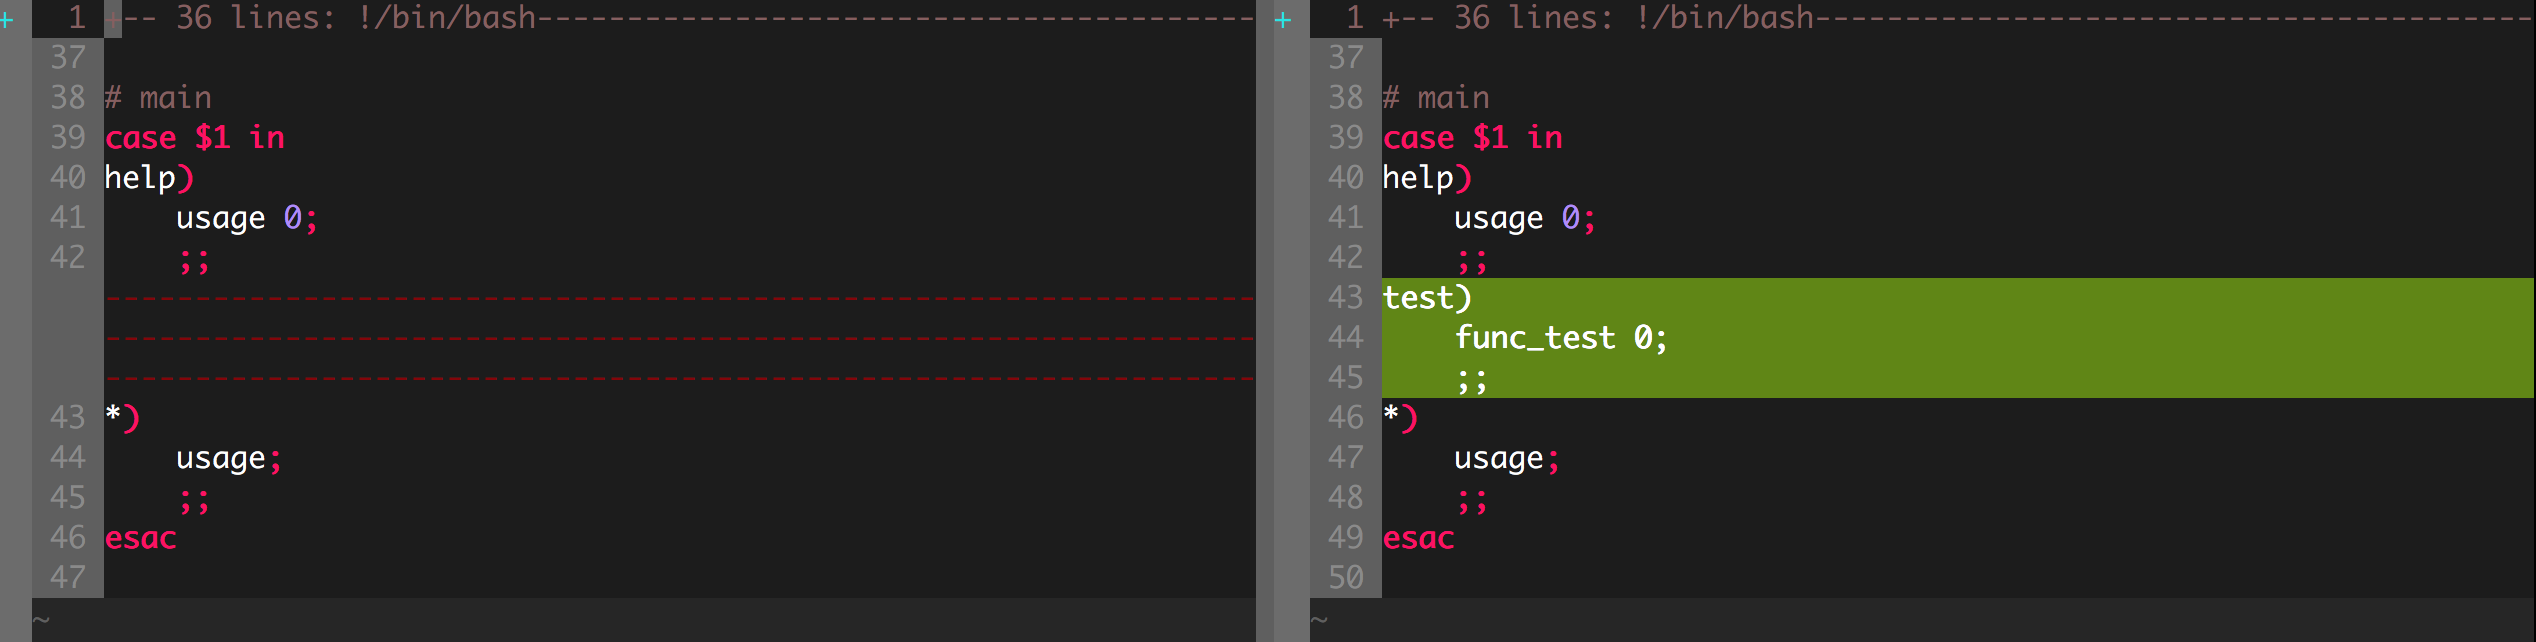 + 1 +-- 36 lines: !/bin/bash----------------------------------------
37
38 # main
39 case $1 in
40 help)
41     usage 0;
42     ;;
----------------------------------------------------------------
----------------------------------------------------------------
----------------------------------------------------------------
43 *)
44     usage;
45     ;;
46 esac
47
~
+ 1 +-- 36 lines: !/bin/bash----------------------------------------
37
38 # main
39 case $1 in
40 help)
41     usage 0;
42     ;;
43 test)
44     func_test 0;
45     ;;
46 *)
47     usage;
48     ;;
49 esac
50
~